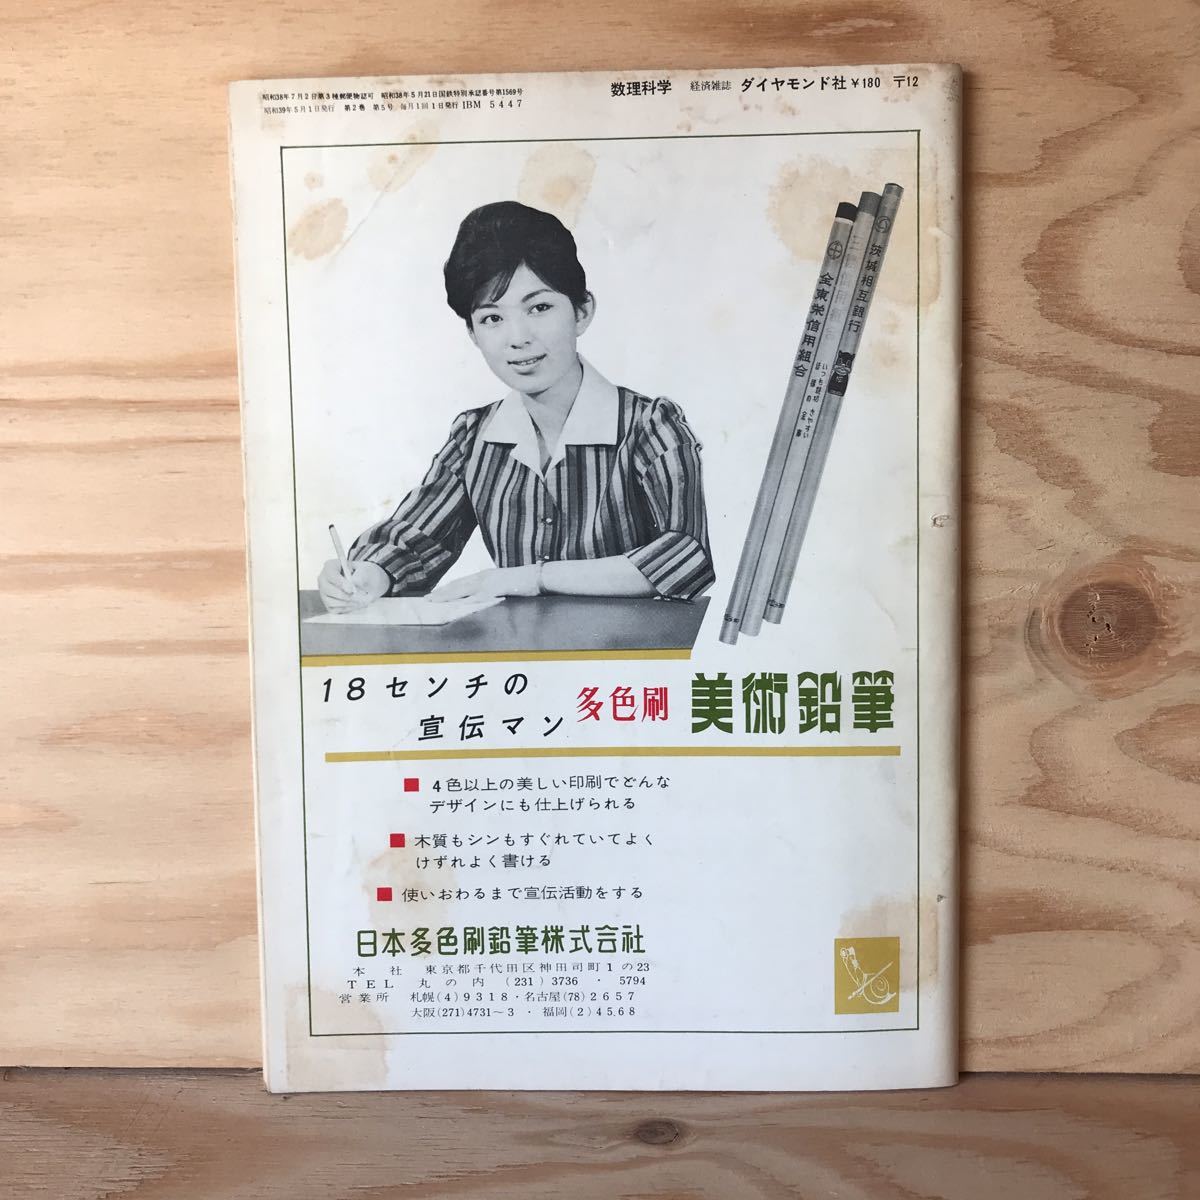 昭和38年7月2日第3種郵便物認可 昭和38年5月21日国鉄特別承認番号第1569号
昭和39年5月1日発行 第2巻 第5号 毎月1回1日発行 IBM 5447
数理科学 経済雑誌 ダイヤモンド社 ¥180 〒12
茨城相互銀行
金東栄信用組合
18センチの
宣伝マン
多色刷 美術鉛筆
■ 4色以上の美しい印刷でどんな
デザインにも仕上げられる
■ 木質もシンもすぐれていてよく
けずれよく書ける
■ 使いおわるまで宣伝活動をする
日本多色刷鉛筆株式会社
本社 東京都千代田区神田司町1の23
TEL 丸の内 (231) 3736 · 5794
営業所 札幌(4)9318·名古屋(78)2657
大阪(271)4731～3 · 福岡(2)4568